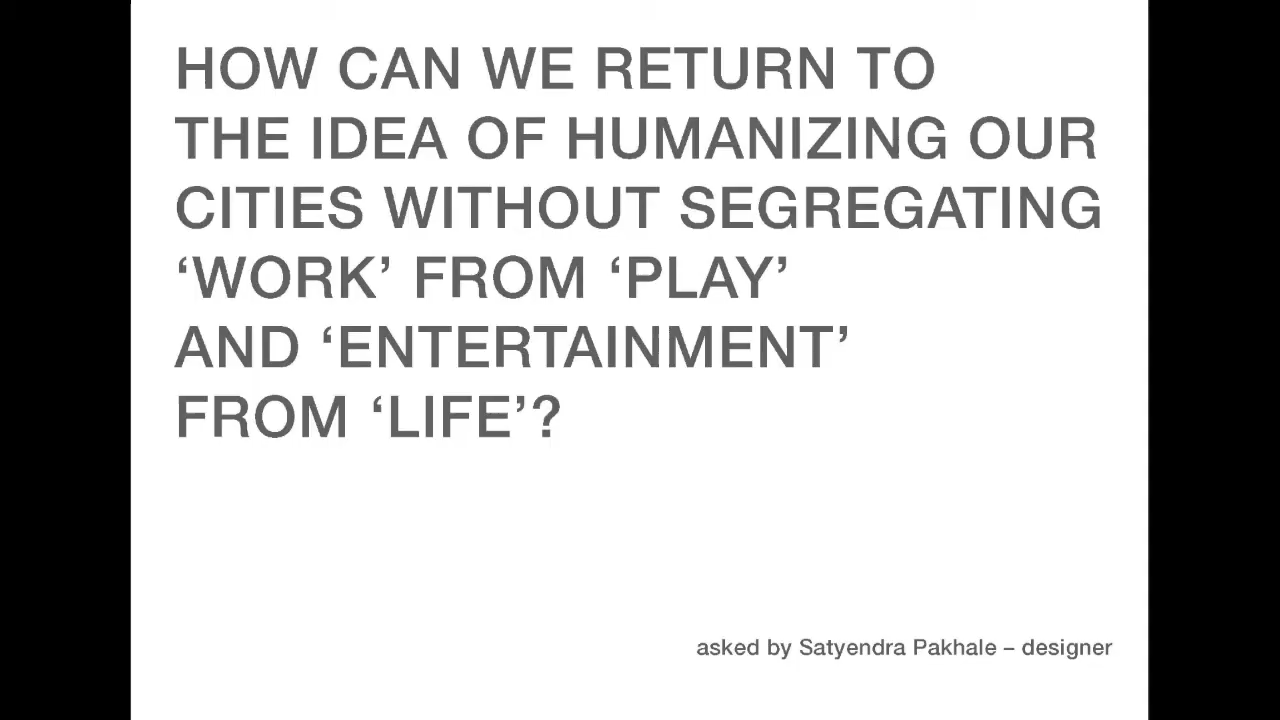 HOW CAN WE RETURN TO
THE IDEA OF HUMANIZING OUR
CITIES WITHOUT SEGREGATING
‘WORK’ FROM ‘PLAY’
AND ‘ENTERTAINMENT’
FROM ‘LIFE’?
asked by Satyendra Pakhale – designer